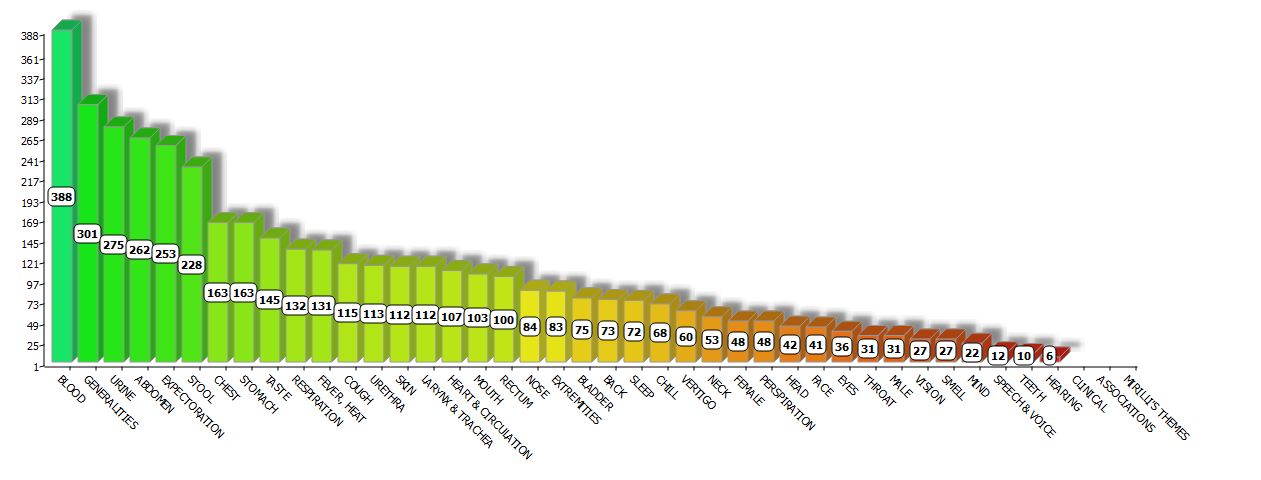 388
361
337
313
289
265
241
217
193
169
145
121
97
73
49
25
1
388
301
275
262
253
228
163
163
145
132
131
115
113
112
112
107
103
100
84
83
75
73
72
68
60
53
48
48
42
41
36
31
31
27
27
22
12
10
6
BLOOD
GENERALITIES
URINE
ABDOMEN
EXPECTORATION
STOOL
CHEST
STOMACH
TASTE
RESPIRATION
FEVER, HEAT
COUGH
URETHRA
SKIN
LARYNX & TRACHEA
HEART & CIRCULATION
MOUTH
RECTUM
NOSE
EXTREMITIES
BLADDER
BACK
SLEEP
CHILL
VERTIGO
NECK
FEMALE
PERSPIRATION
HEAD
FACE
EYES
THROAT
MALE
VISION
SMELL
MIND
SPEECH & VOICE
TEETH
HEARING
CLINICAL
ASSOCIATIONS
MIRILLI'S THEMES